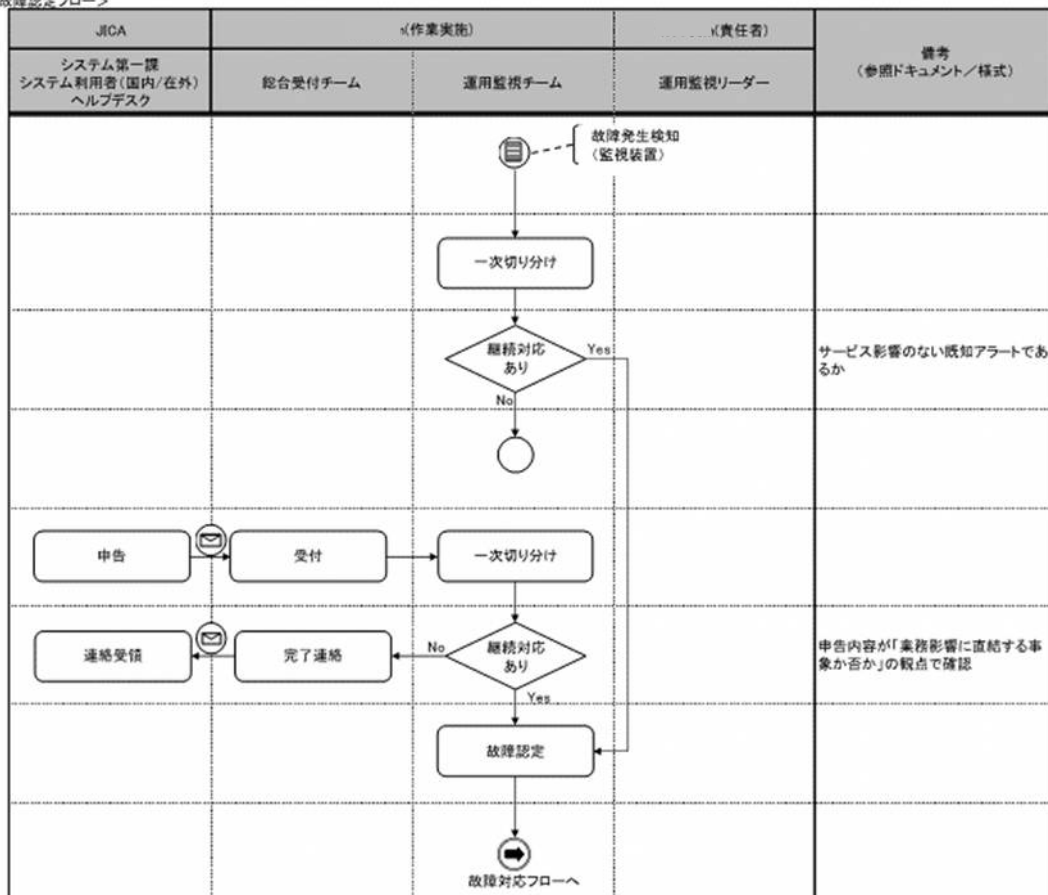 故障認定フロー>
JICA
(作業実施)
(責任者)
備考
(参照ドキュメント/様式)
システム第一課
システム利用者(国内/在外)
ヘルプデスク
総合受付チーム
運用監視チーム
運用監視リーダー
故障発生検知
(監視装置)
一次切り分け
継続対応
あり
Yes
No
サービス影響のない既知アラートであ
るか
申告
受付
一次切り分け
連絡受領
完了連絡
No
継続対応
あり
Yes
申告内容が「業務影響に直結する事
象か否か」の観点で確認
故障認定
故障対応フローへ